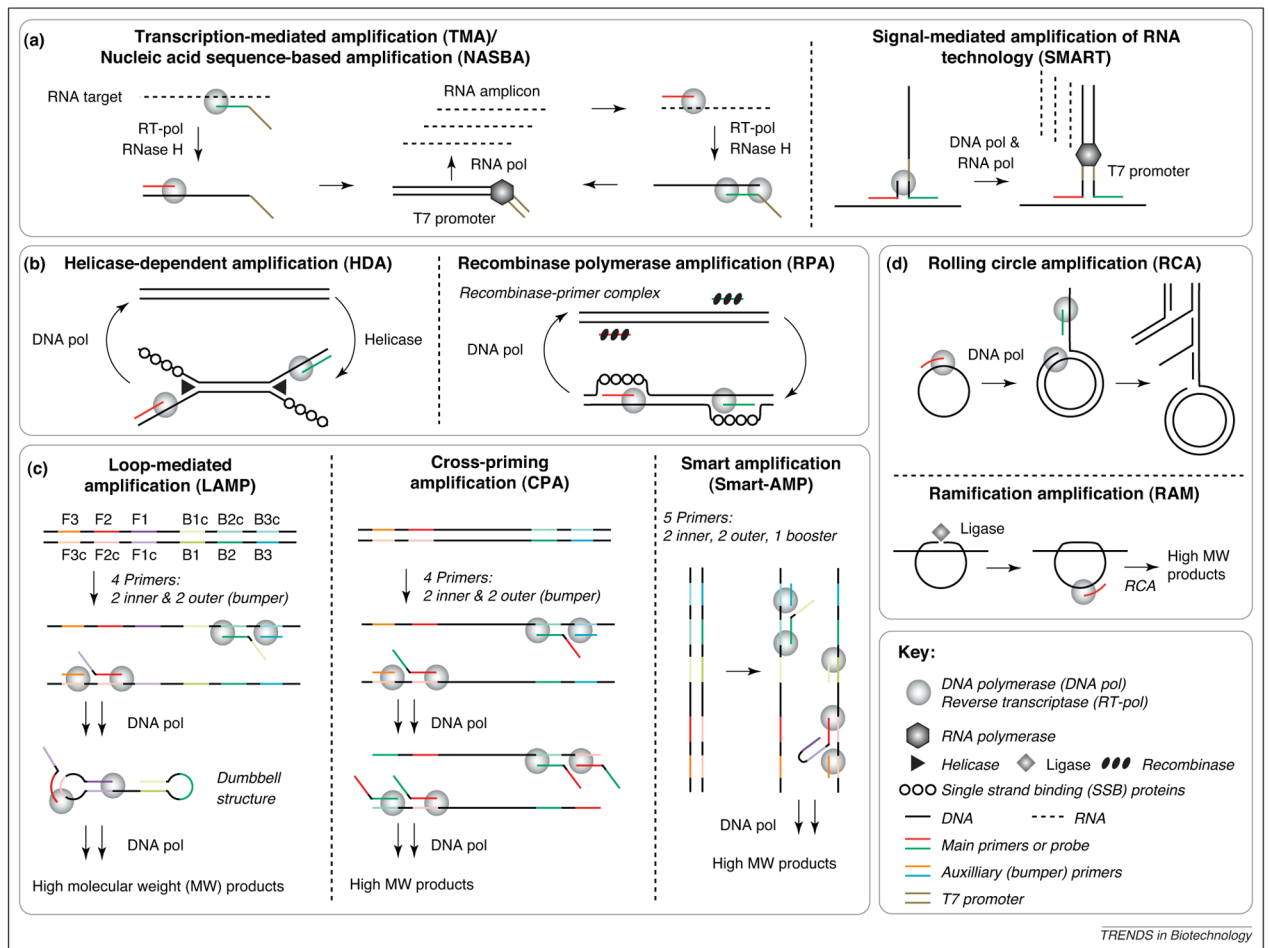 (a)
Transcription-mediated amplification (TMA)/
Nucleic acid sequence-based amplification (NASBA)
RNA target
RT-pol
RNase H
RNA amplicon
RNA pol
T7 promoter
RT-pol
RNase H
Signal-mediated amplification of RNA
technology (SMART)
DNA pol &
RNA pol
T7 promoter
(b)
Helicase-dependent amplification (HDA)
DNA pol
Helicase
Recombinase polymerase amplification (RPA)
Recombinase-primer complex
DNA pol
(c)
Loop-mediated
amplification (LAMP)
F3 F2 F1 B1c B2c B3c
F3c F2c F1c B1 B2 B3
4 Primers:
2 inner & 2 outer (bumper)
DNA pol
Dumbbell
structure
DNA pol
High molecular weight (MW) products
Cross-priming
amplification (CPA)
4 Primers:
2 inner & 2 outer (bumper)
DNA pol
DNA pol
High MW products
Smart amplification
(Smart-AMP)
5 Primers:
2 inner, 2 outer, 1 booster
DNA pol
High MW products
(d)
Rolling circle amplification (RCA)
DNA pol
Ramification amplification (RAM)
Ligase
RCA
High MW
products
Key:
DNA polymerase (DNA pol)
Reverse transcriptase (RT-pol)
RNA polymerase
Helicase Ligase Recombinase
Single strand binding (SSB) proteins
DNA RNA
Main primers or probe
Auxilliary (bumper) primers
T7 promoter
TRENDS in Biotechnology